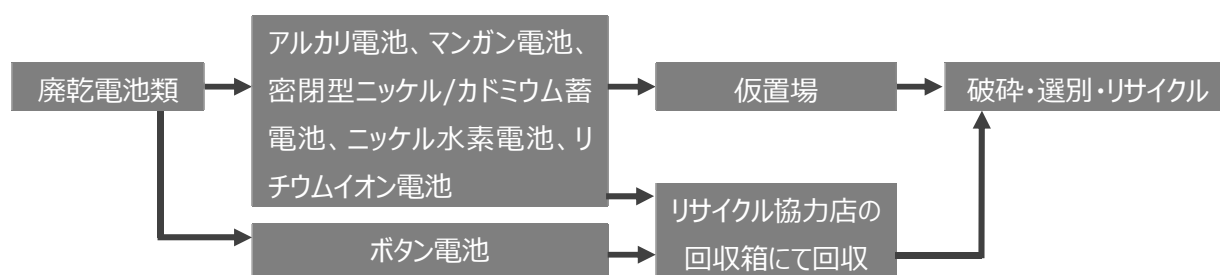 廃乾電池類
アルカリ電池、マンガン電池、
密閉型ニッケル/カドミウム蓄
電池、ニッケル水素電池、リ
チウムイオン電池
仮置場
破砕・選別・リサイクル
ボタン電池
リサイクル協力店の
回収箱にて回収